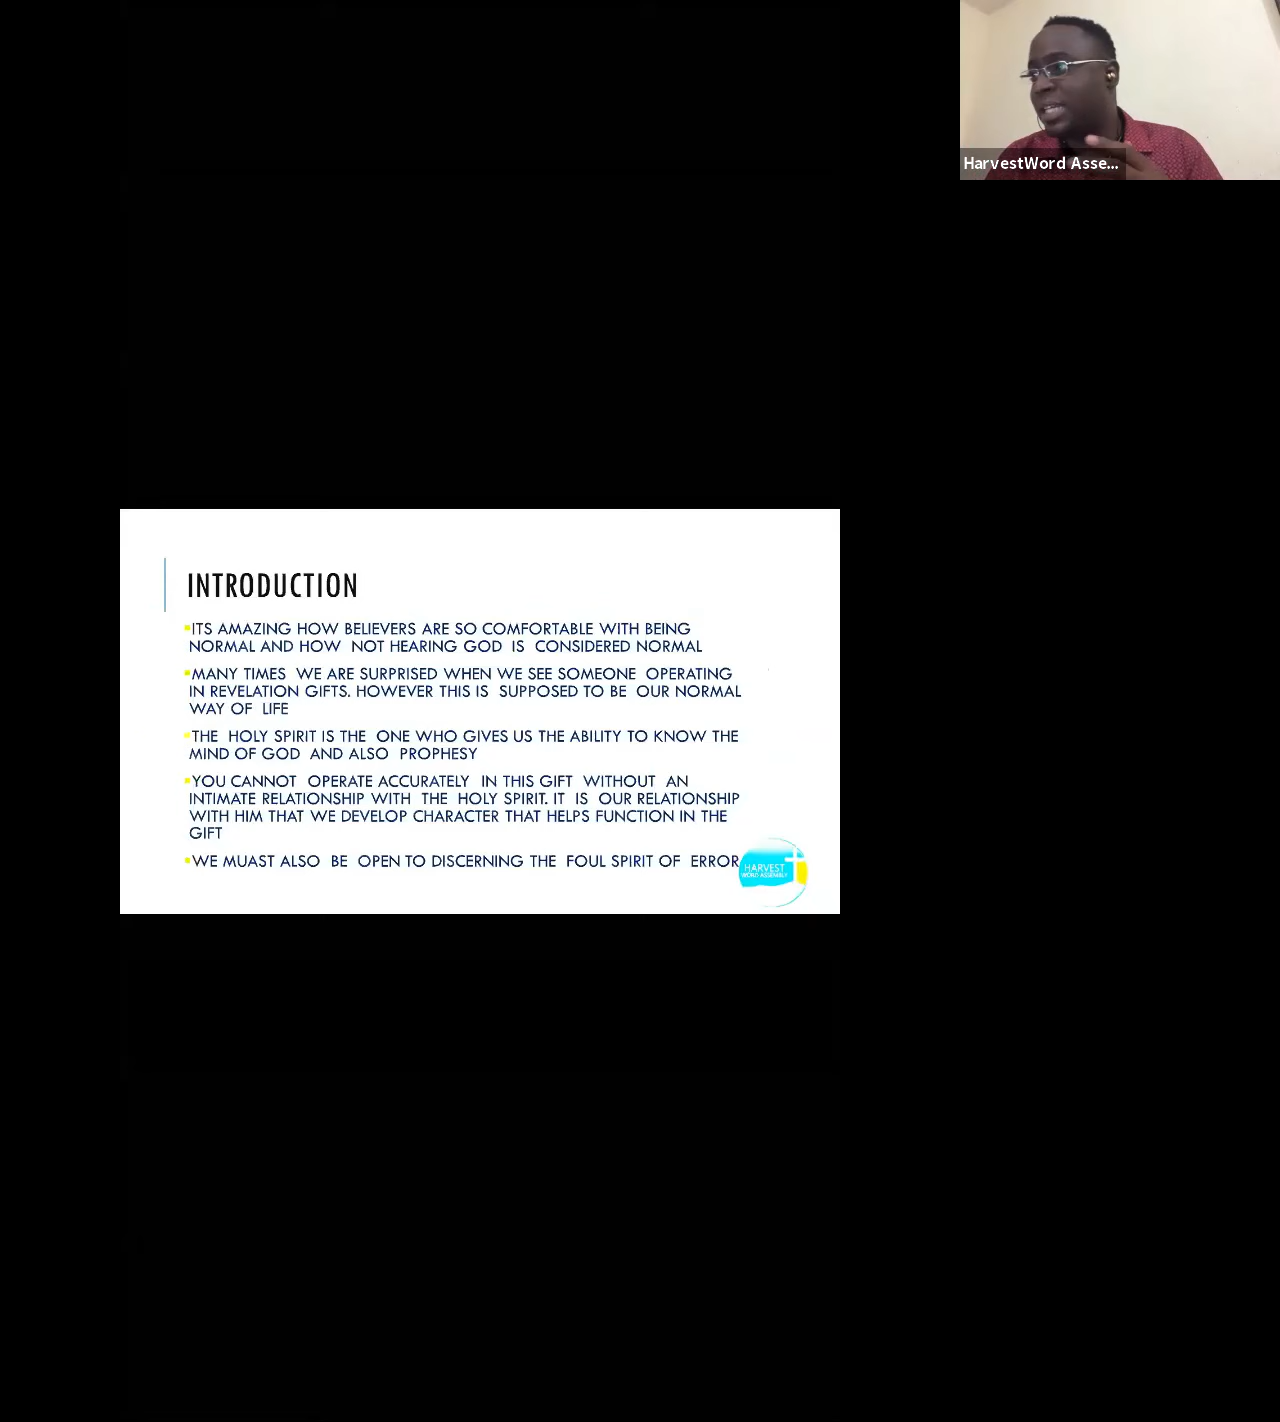 HarvestWord Asse...
INTRODUCTION
ITS AMAZING HOW BELIEVERS ARE SO COMFORTABLE WITH BEING
NORMAL AND HOW NOT HEARING GOD IS CONSIDERED NORMAL
MANY TIMES WE ARE SURPRISED WHEN WE SEE SOMEONE OPERATING
IN REVELATION GIFTS. HOWEVER THIS IS SUPPOSED TO BE OUR NORMAL
WAY OF LIFE
THE HOLY SPIRIT IS THE ONE WHO GIVES US THE ABILITY TO KNOW THE
MIND OF GOD AND ALSO PROPHESY
YOU CANNOT OPERATE ACCURATELY IN THIS GIFT WITHOUT AN
INTIMATE RELATIONSHIP WITH THE HOLY SPIRIT. IT IS OUR RELATIONSHIP
WITH HIM THAT WE DEVELOP CHARACTER THAT HELPS FUNCTION IN THE
GIFT
WE MUAST ALSO BE OPEN TO DISCERNING THE FOUL SPIRIT OF ERROR
HARVEST
WORD ASSEMBLY